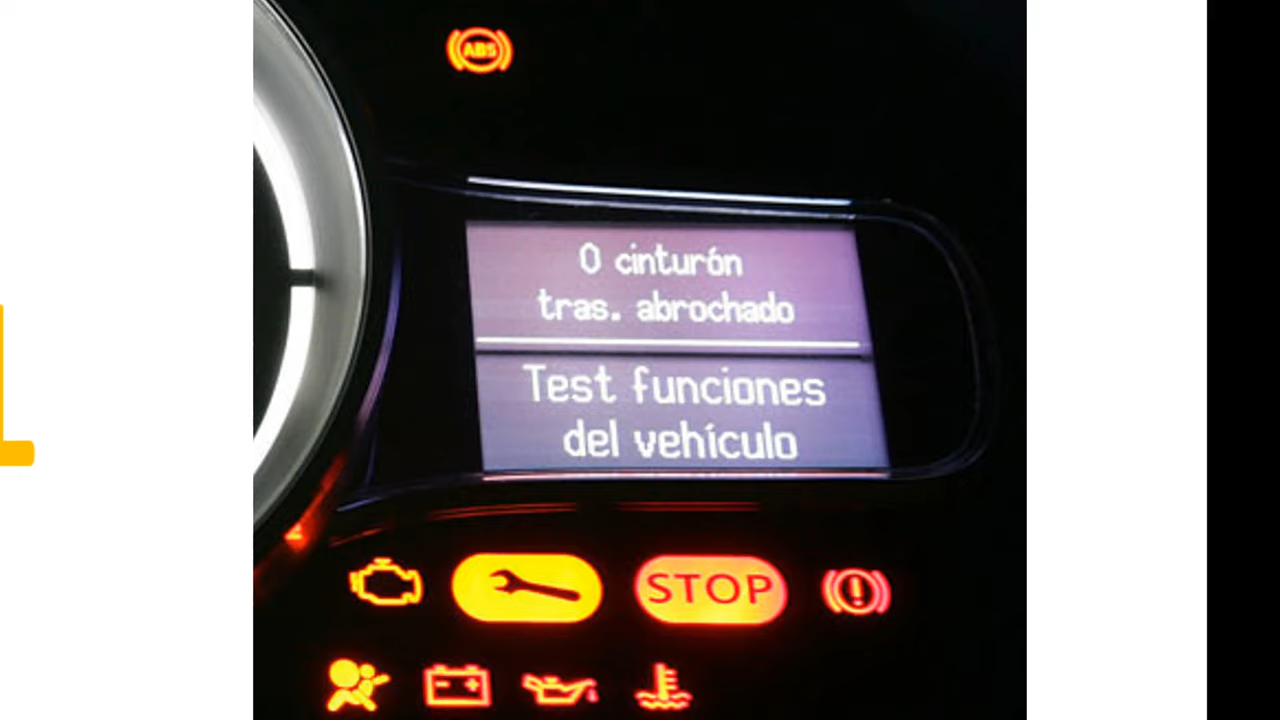 ABS
0 cinturón
tras. abrochado
Test funciones
del vehículo
STOP